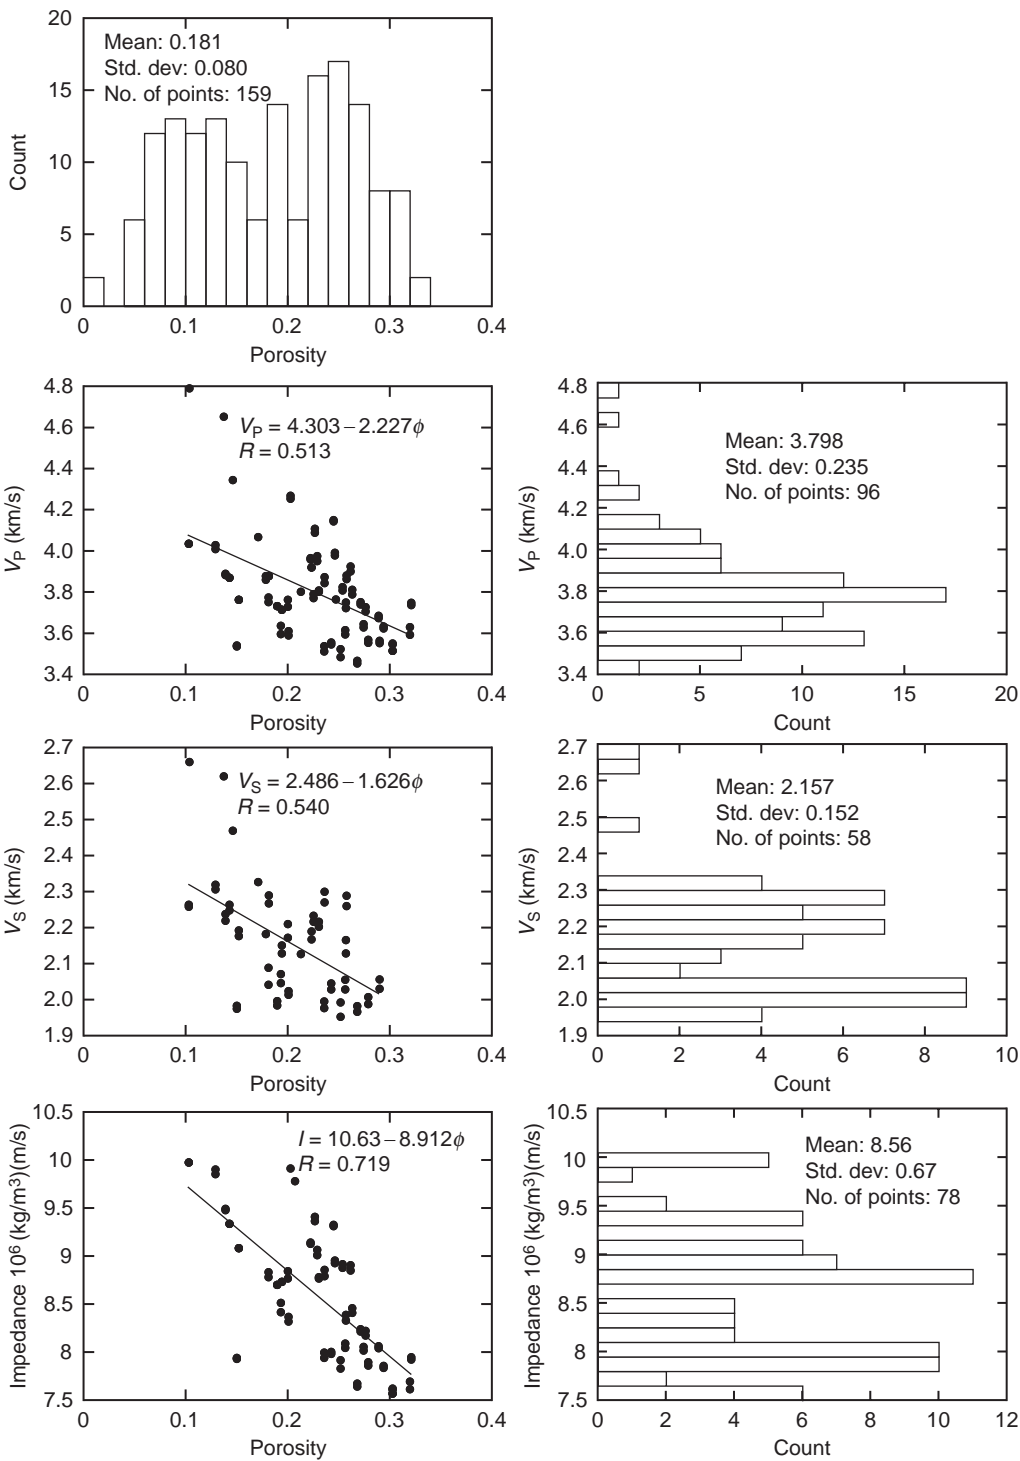 20
15
10
5
0
Count
Mean: 0.181
Std. dev: 0.080
No. of points: 159
0 0.1 0.2 0.3 0.4
Porosity
4.8
4.6
4.4
4.2
4.0
3.8
3.6
3.4
V_P (km/s)
V_P = 4.303 – 2.227ϕ
R = 0.513
0 0.1 0.2 0.3 0.4
Porosity
4.8
4.6
4.4
4.2
4.0
3.8
3.6
3.4
V_P (km/s)
Mean: 3.798
Std. dev: 0.235
No. of points: 96
0 5 10 15 20
Count
2.7
2.6
2.5
2.4
2.3
2.2
2.1
2.0
1.9
V_S (km/s)
V_S = 2.486 – 1.626ϕ
R = 0.540
0 0.1 0.2 0.3 0.4
Porosity
2.7
2.6
2.5
2.4
2.3
2.2
2.1
2.0
1.9
V_S (km/s)
Mean: 2.157
Std. dev: 0.152
No. of points: 58
0 2 4 6 8 10
Count
10.5
10
9.5
9
8.5
8
7.5
Impedance 10⁶ (kg/m³)(m/s)
I = 10.63 – 8.912ϕ
R = 0.719
0 0.1 0.2 0.3 0.4
Porosity
10.5
10
9.5
9
8.5
8
7.5
Impedance 10⁶ (kg/m³)(m/s)
Mean: 8.56
Std. dev: 0.67
No. of points: 78
0 2 4 6 8 10 12
Count